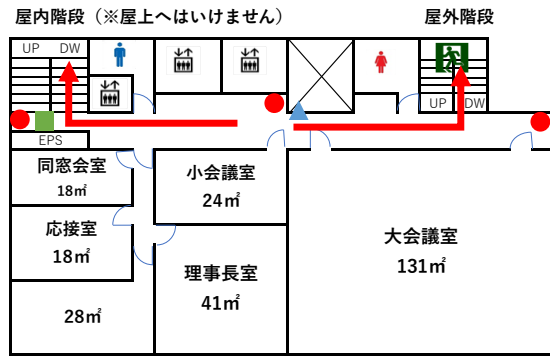 屋内階段（※屋上へはいけません） 屋外階段
UP DW
UP DW
EPS
同窓会室
18㎡
小会議室
24㎡
応接室
18㎡
大会議室
131㎡
理事長室
41㎡
28㎡